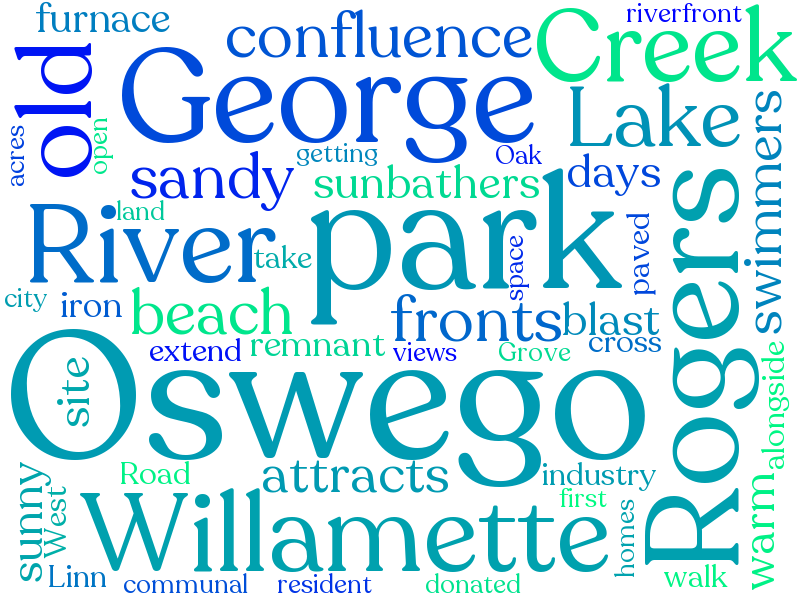 furnace
confluence
riverfront
Creek
old
George
Lake
acres
open
getting
Oak
swimmers
sandy
sunbathers
days
land
River
take
park
space
paved
Rogers
city
iron
beach
fronts
blast
extend
remnant
views
Grove
cross
site
Oswego
alongside
sunny
West
Road
attracts
industry
Willamette
first
homes
warm
Linn
communal
resident
donated
walk